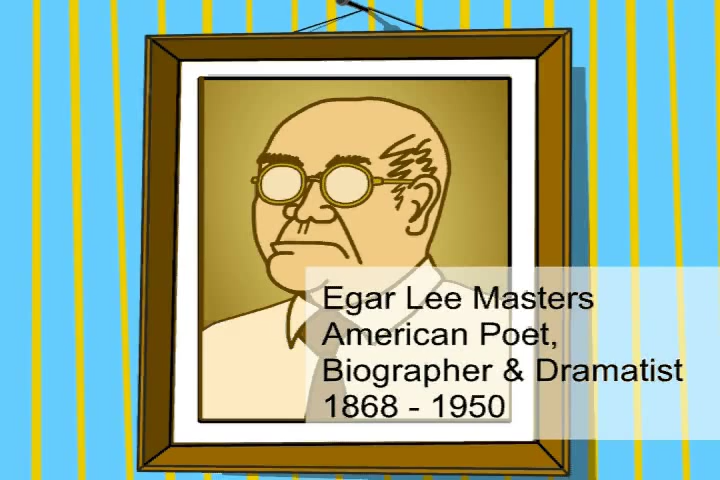 Egar Lee Masters
American Poet,
Biographer & Dramatist
1868 - 1950